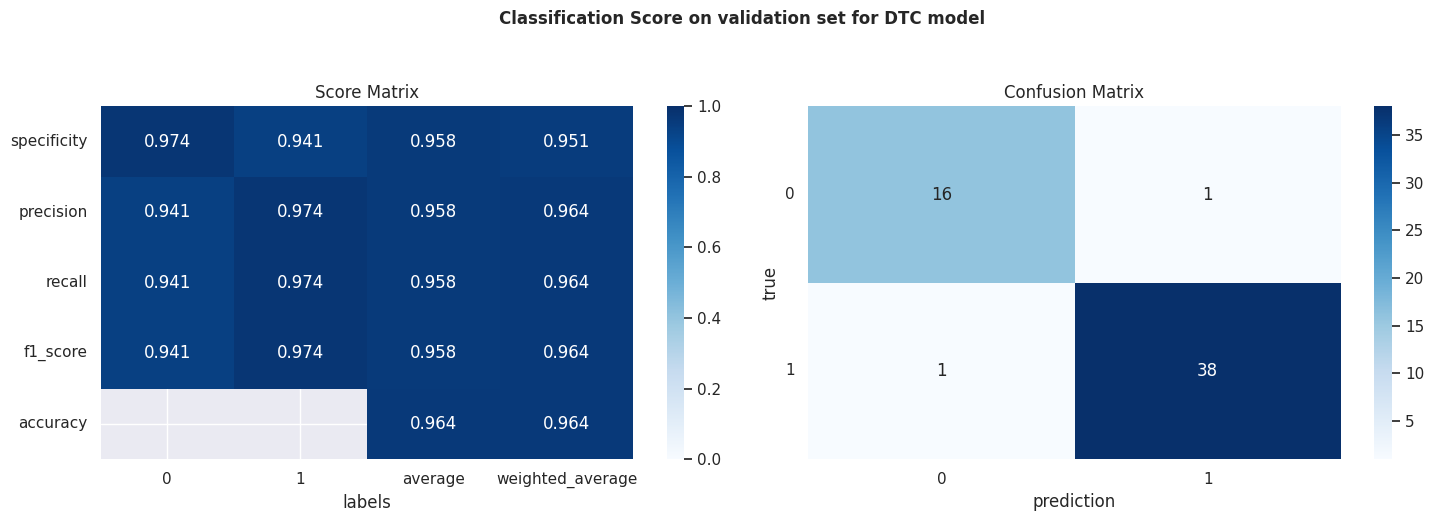 Classification Score on validation set for DTC model
Score Matrix
specificity 0.974 0.941 0.958 0.951
precision 0.941 0.974 0.958 0.964
recall 0.941 0.974 0.958 0.964
f1_score 0.941 0.974 0.958 0.964
accuracy 0.964 0.964
0 1 average weighted_average
labels
1.0
0.8
0.6
0.4
0.2
0.0
Confusion Matrix
true
0 16 1
1 1 38
0 1
prediction
35
30
25
20
15
10
5